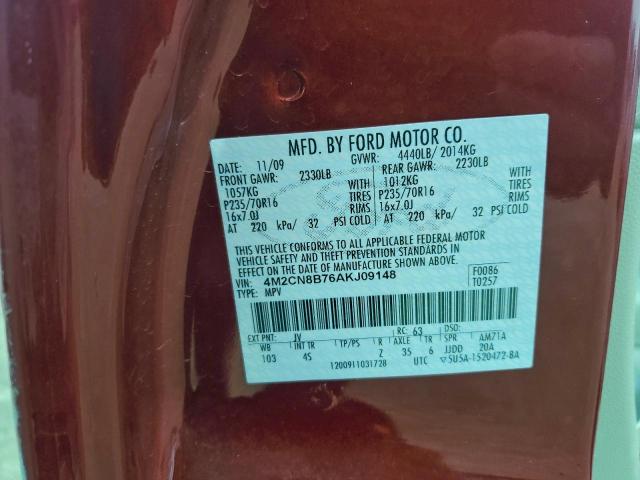 MFD. BY FORD MOTOR CO.
DATE: 11/09 GVWR: 4440LB/ 2014KG
FRONT GAWR: 2330LB REAR GAWR: 2230LB
1057KG WITH 1012KG WITH
P235/70R16 TIRES P235/70R16 TIRES
16x7.0J RIMS 16x7.0J RIMS
AT 220 kPa/ 32 PSI COLD AT 220 kPa/ 32 PSI COLD
THIS VEHICLE CONFORMS TO ALL APPLICABLE FEDERAL MOTOR
VEHICLE SAFETY AND THEFT PREVENTION STANDARDS IN
EFFECT ON THE DATE OF MANUFACTURE SHOWN ABOVE.
VIN: 4M2CN8B76AKJ09148 F0086
TYPE: MPV T0257
EXT PNT: JV RC: 63 DSO:
WB INT TR TP/PS R AXLE TR SPR AM71A
103 4S Z 35 6 JJDD 20A
1200911031728 UTC ▽5U5A-1520472-BA